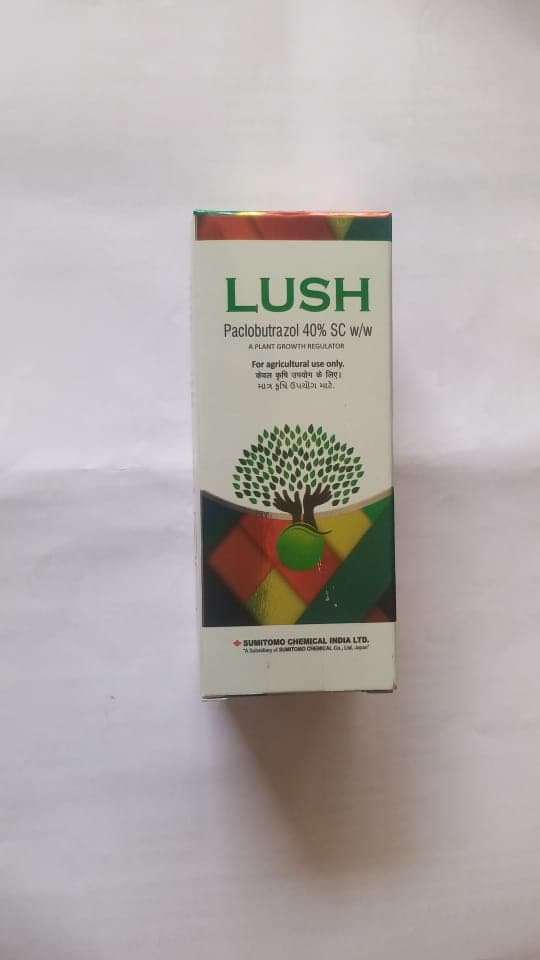 LUSH
Paclobutrazol 40% SC w/w
A PLANT GROWTH REGULATOR
For agricultural use only.
केवल कृषि उपयोग के लिए।
માત્ર કૃષિ ઉપયોગ માટે.
SUMITOMO CHEMICAL INDIA LTD.
"A Subsidiary of SUMITOMO CHEMICAL Co., Ltd, Japan"